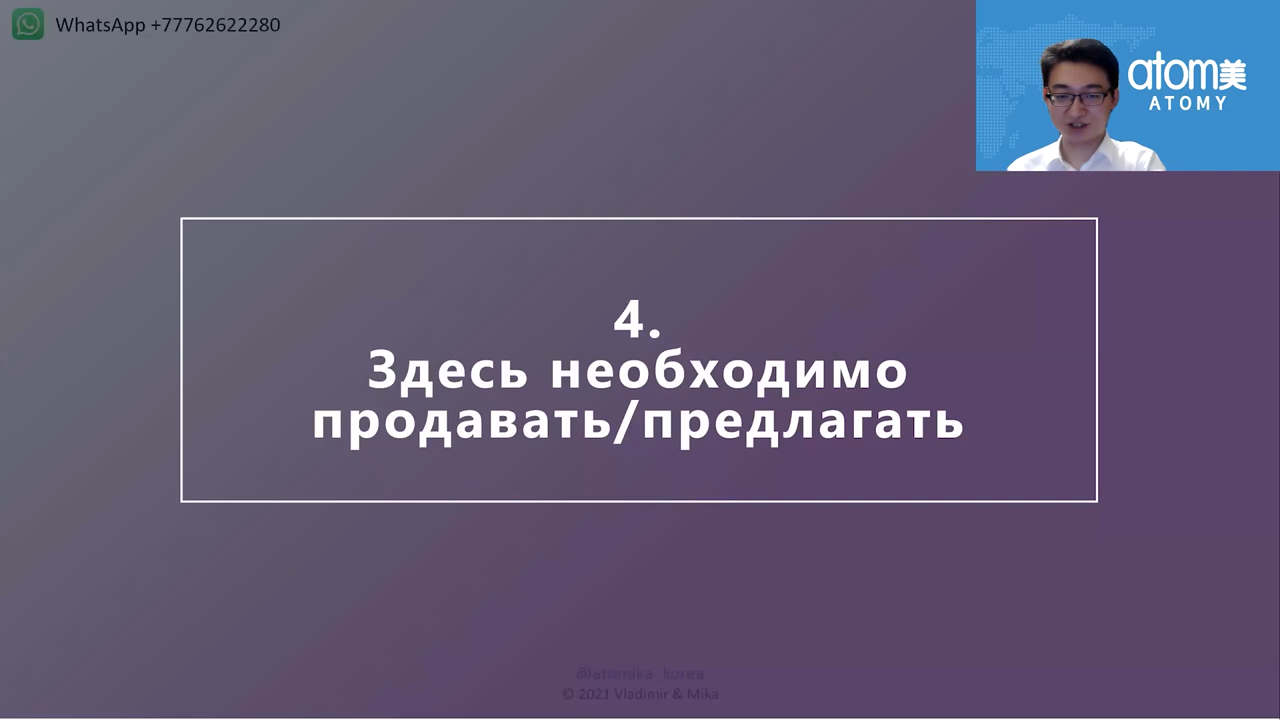 WhatsApp +77762622280
atom美
ATOMY
4.
Здесь необходимо
продавать/предлагать
@atomika_korea
© 2021 Vladimir & Mika